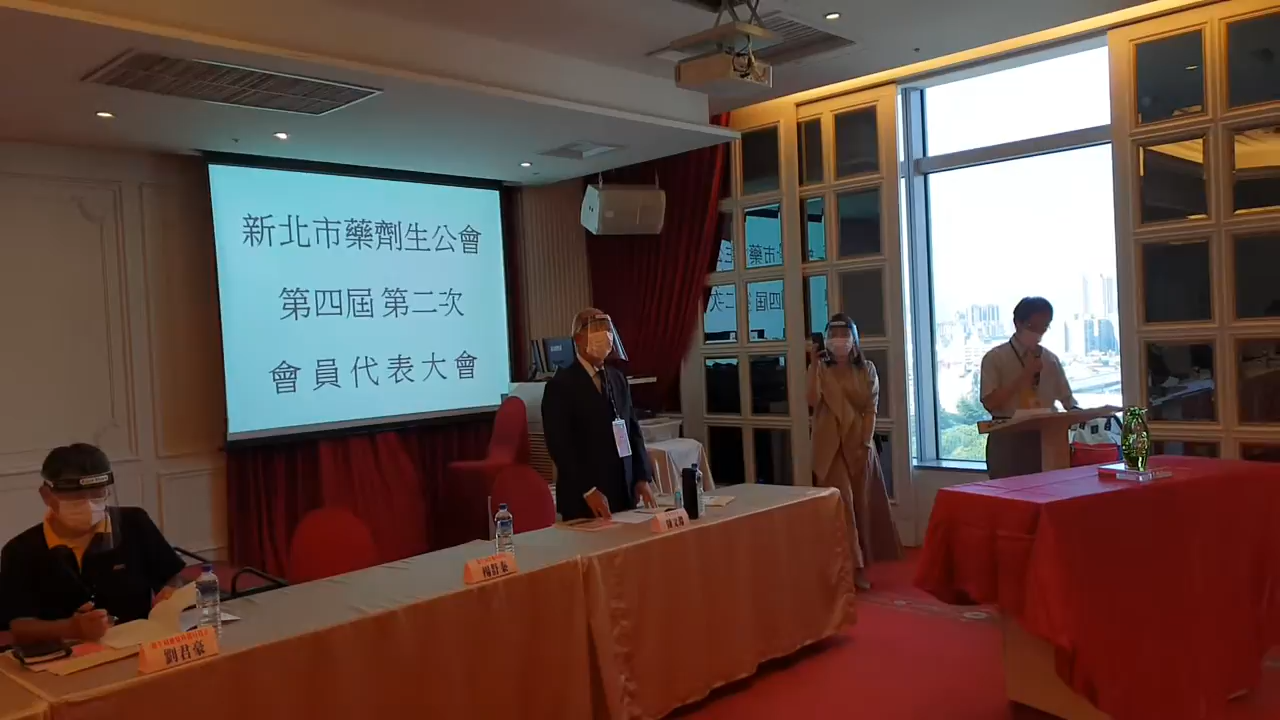 新北市藥劑生公會
第四屆 第二次
會員代表大會
劉君豪